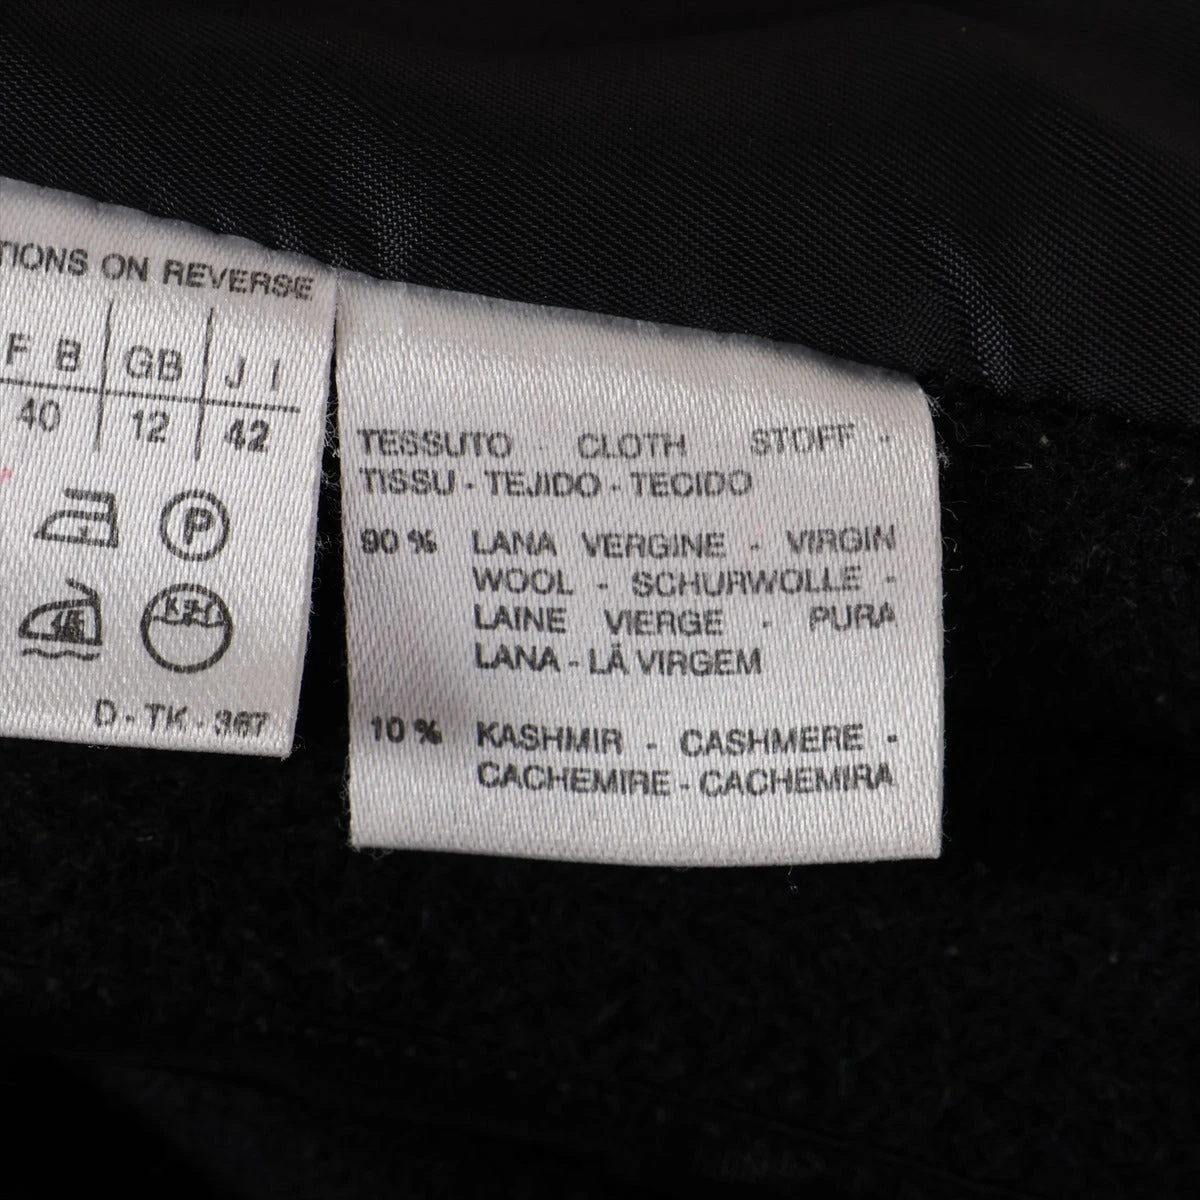 TIONS ON REVERSE
F B GB J I
40 12 42
P
D - TK - 367
TESSUTO - CLOTH STOFF -
TISSU - TEJIDO - TECIDO
90 % LANA VERGINE - VIRGIN
WOOL - SCHURWOLLE -
LAINE VIERGE - PURA
LANA - LÃ VIRGEM
10 % KASHMIR - CASHMERE -
CACHEMIRE - CACHEMIRA